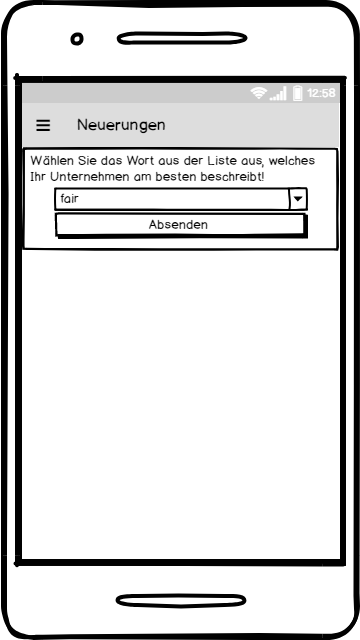 12:58
Neuerungen
Wählen Sie das Wort aus der Liste aus, welches
Ihr Unternehmen am besten beschreibt!
fair
Absenden